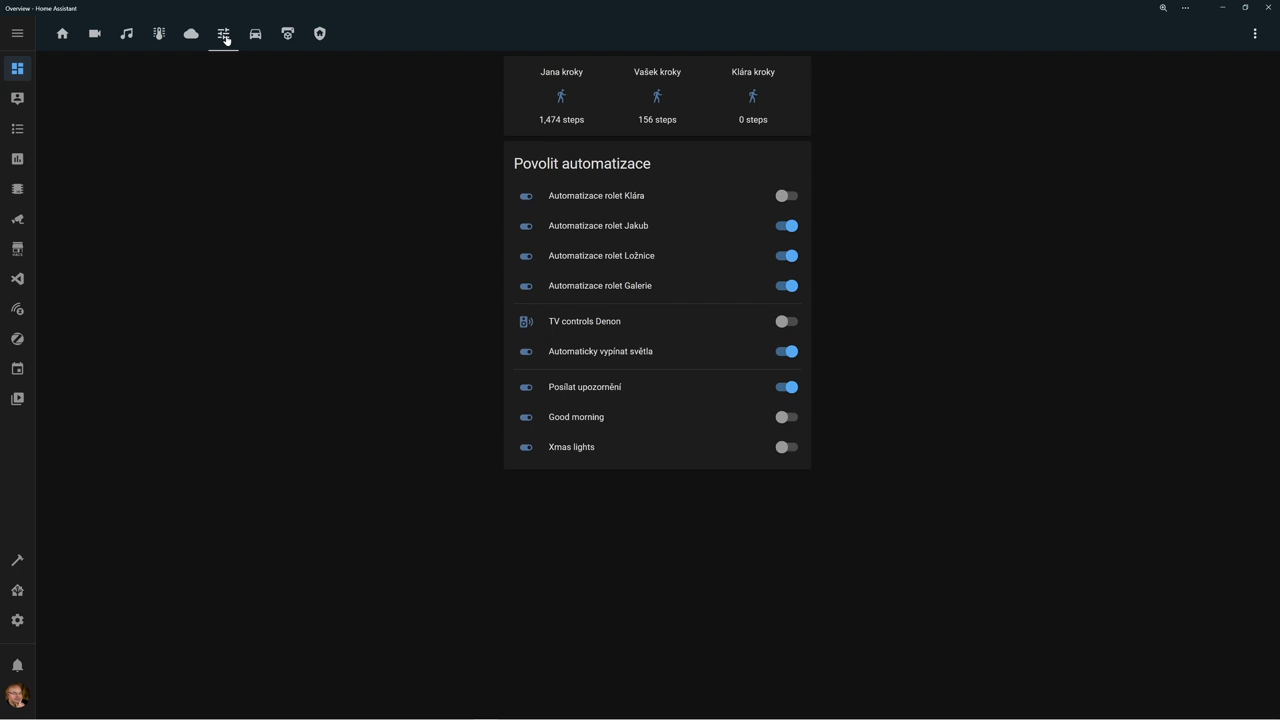 Overview - Home Assistant
Jana kroky
Vašek kroky
Klára kroky
1,474 steps
156 steps
0 steps
Povolit automatizace
Automatizace rolet Klára
Automatizace rolet Jakub
Automatizace rolet Ložnice
Automatizace rolet Galerie
TV controls Denon
Automaticky vypínat světla
Posílat upozornění
Good morning
Xmas lights